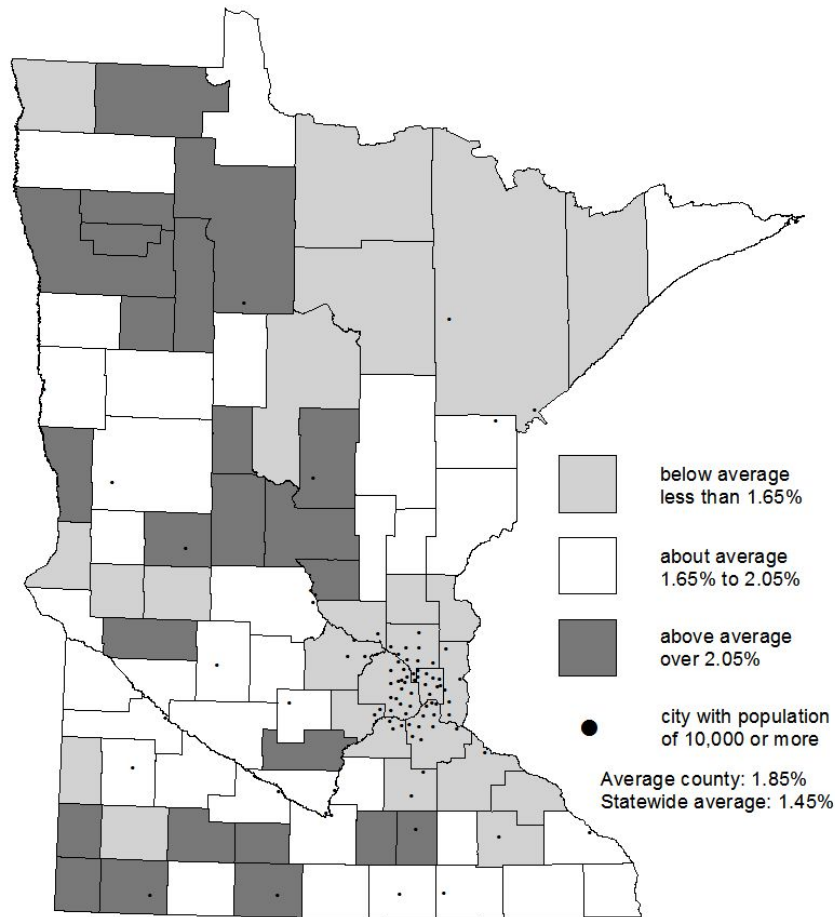 below average
less than 1.65%
about average
1.65% to 2.05%
above average
over 2.05%
city with population
of 10,000 or more
Average county: 1.85%
Statewide average: 1.45%